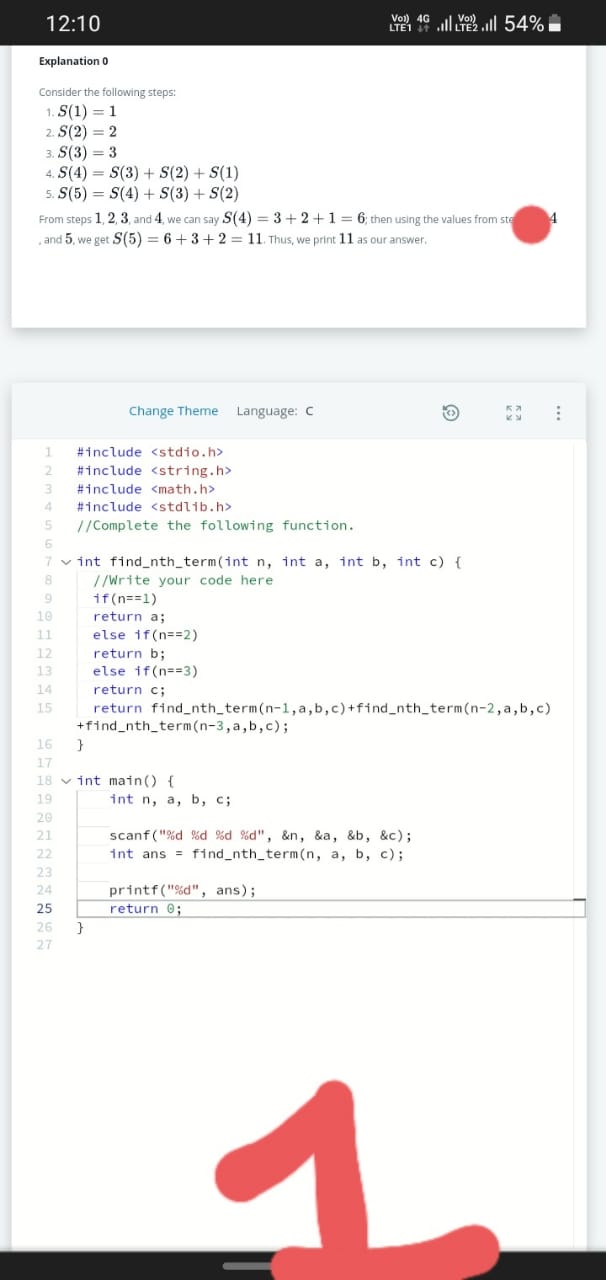 12:10
Vo)) LTE1 4G Vo)) LTE2 54%
Explanation 0
Consider the following steps:
1. S(1) = 1
2. S(2) = 2
3. S(3) = 3
4. S(4) = S(3) + S(2) + S(1)
5. S(5) = S(4) + S(3) + S(2)
From steps 1, 2, 3, and 4, we can say S(4) = 3 + 2 + 1 = 6; then using the values from 4
, and 5, we get S(5) = 6 + 3 + 2 = 11. Thus, we print 11 as our answer.
Change Theme Language: C
1 #include <stdio.h>
2 #include <string.h>
3 #include <math.h>
4 #include <stdlib.h>
5 //Complete the following function.
6
7 int find_nth_term(int n, int a, int b, int c) {
8 //Write your code here
9 if(n==1)
10 return a;
11 else if(n==2)
12 return b;
13 else if(n==3)
14 return c;
15 return find_nth_term(n-1,a,b,c)+find_nth_term(n-2,a,b,c)
+find_nth_term(n-3,a,b,c);
16 }
17
18 int main() {
19 int n, a, b, c;
20
21 scanf("%d %d %d %d", &n, &a, &b, &c);
22 int ans = find_nth_term(n, a, b, c);
23
24 printf("%d", ans);
25 return 0;
26 }
27
1